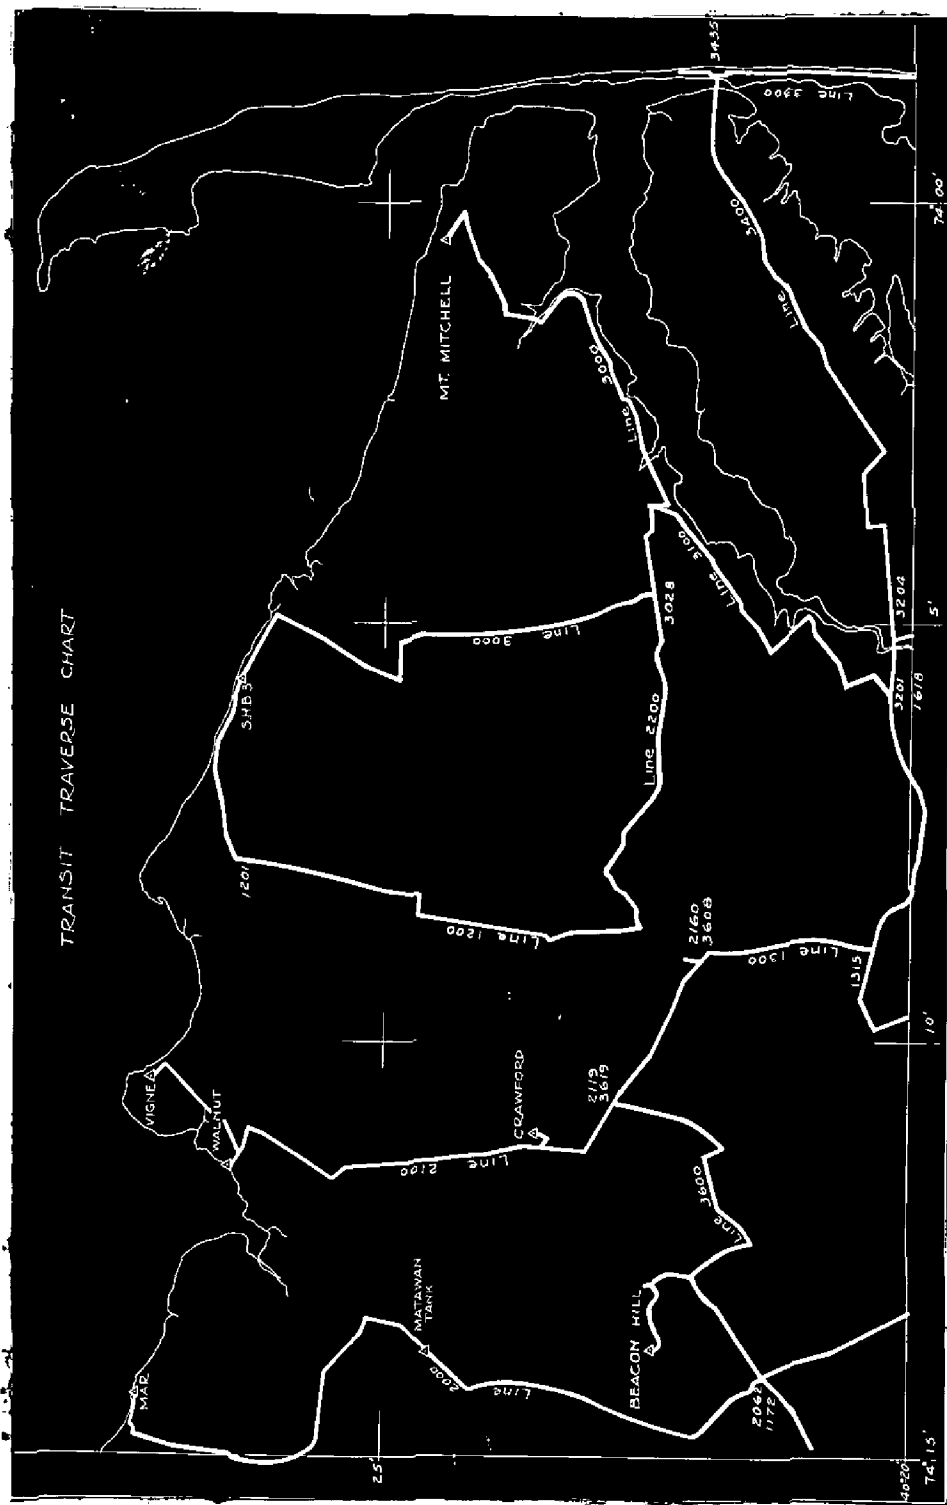 TRANSIT TRAVERSE CHART
MAR
VIGNE
WALNUT
1201
S.H.B 3
MT. MITCHELL
3435
Line 3300
Line 3400
Line 3000
Line 3100
Line 3000
3028
Line 2200
Line 1200
Line 2100
CRAWFORD
MATAWAN
TANK
Line 2000
BEACON HILL
2119
3619
Line 3600
2160
3608
Line 1300
1315
3201
1618
3204
2062
1172
25'
40°20'
74°15'
10'
5'
74°00'